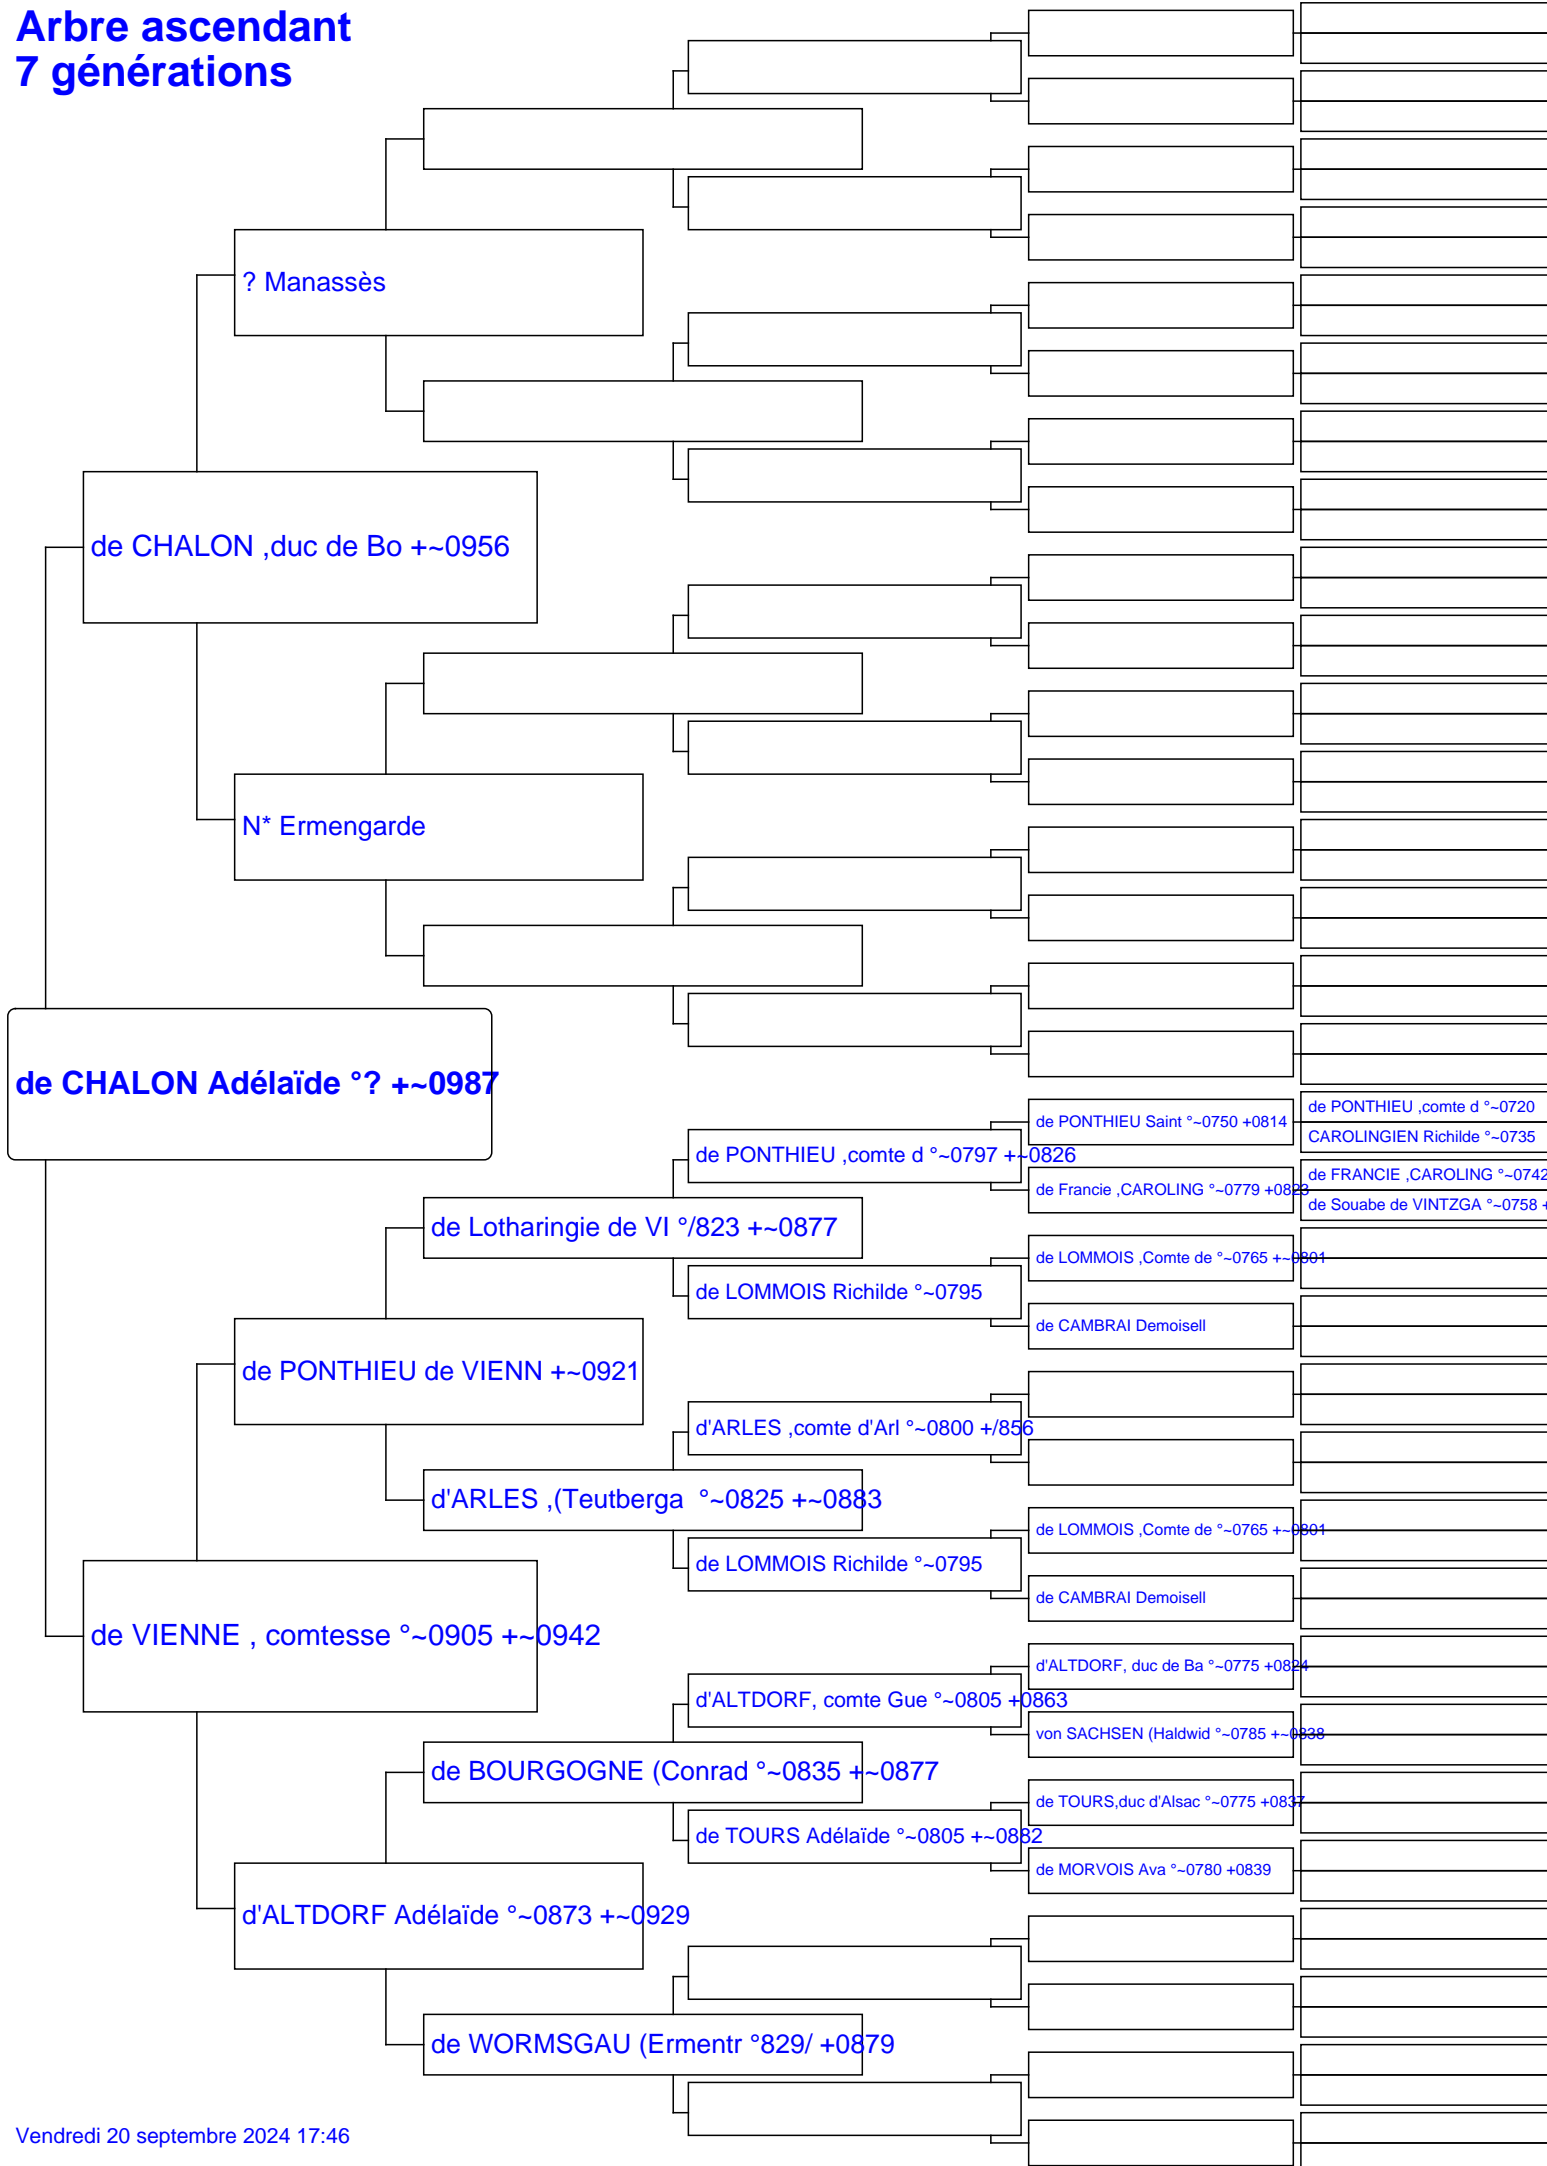 Arbre ascendant
7 générations
? Manassès
de CHALON ,duc de Bo +~0956
N* Ermengarde
de CHALON Adélaïde °? +~0987
de PONTHIEU ,comte d °~0720
de PONTHIEU Saint °~0750 +0814
CAROLINGIEN Richilde °~0735
de PONTHIEU ,comte d °~0797 +~0826
de FRANCIE ,CAROLING °~0742
de Francie ,CAROLING °~0779 +0823
de Souabe de VINTZGA °~0758 +
de Lotharingie de VI °/823 +~0877
de LOMMOIS ,Comte de °~0765 +~0801
de LOMMOIS Richilde °~0795
de CAMBRAI Demoisell
de PONTHIEU de VIENN +~0921
d'ARLES ,comte d'Arl °~0800 +/856
d'ARLES ,(Teutberga °~0825 +~0883
de LOMMOIS ,Comte de °~0765 +~0801
de LOMMOIS Richilde °~0795
de CAMBRAI Demoisell
de VIENNE , comtesse °~0905 +~0942
d'ALTDORF, duc de Ba °~0775 +0824
d'ALTDORF, comte Gue °~0805 +0863
von SACHSEN (Haldwid °~0785 +~0838
de BOURGOGNE (Conrad °~0835 +~0877
de TOURS,duc d'Alsac °~0775 +0837
de TOURS Adélaïde °~0805 +~0882
de MORVOIS Ava °~0780 +0839
d'ALTDORF Adélaïde °~0873 +~0929
de WORMSGAU (Ermentr °829/ +0879
Vendredi 20 septembre 2024 17:46